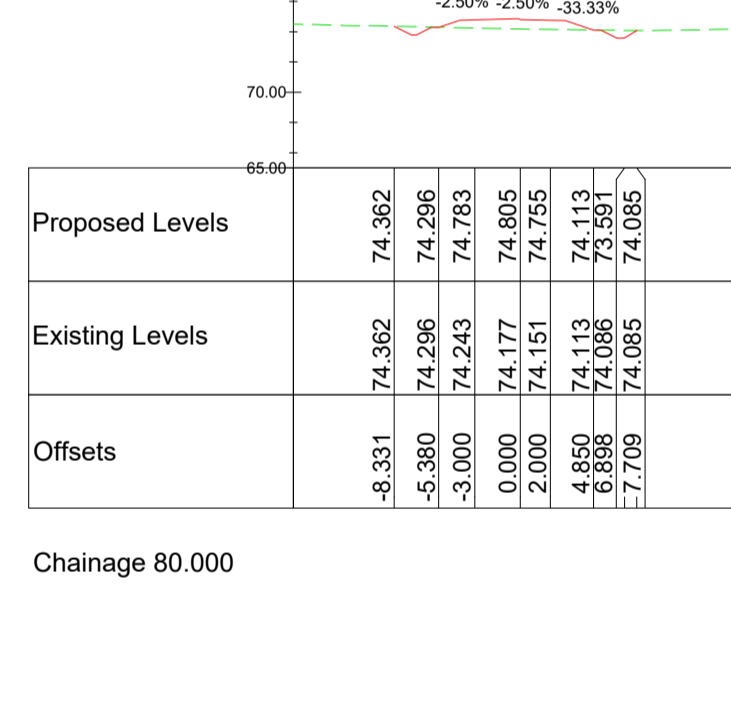 -2.50% -2.50% -33.33%
70.00
65.00
Proposed Levels 74.362 74.296 74.783 74.805 74.755 74.113 73.591 74.085
Existing Levels 74.362 74.296 74.243 74.177 74.151 74.113 74.086 74.085
Offsets -8.331 -5.380 -3.000 0.000 2.000 4.850 6.898 7.709
Chainage 80.000